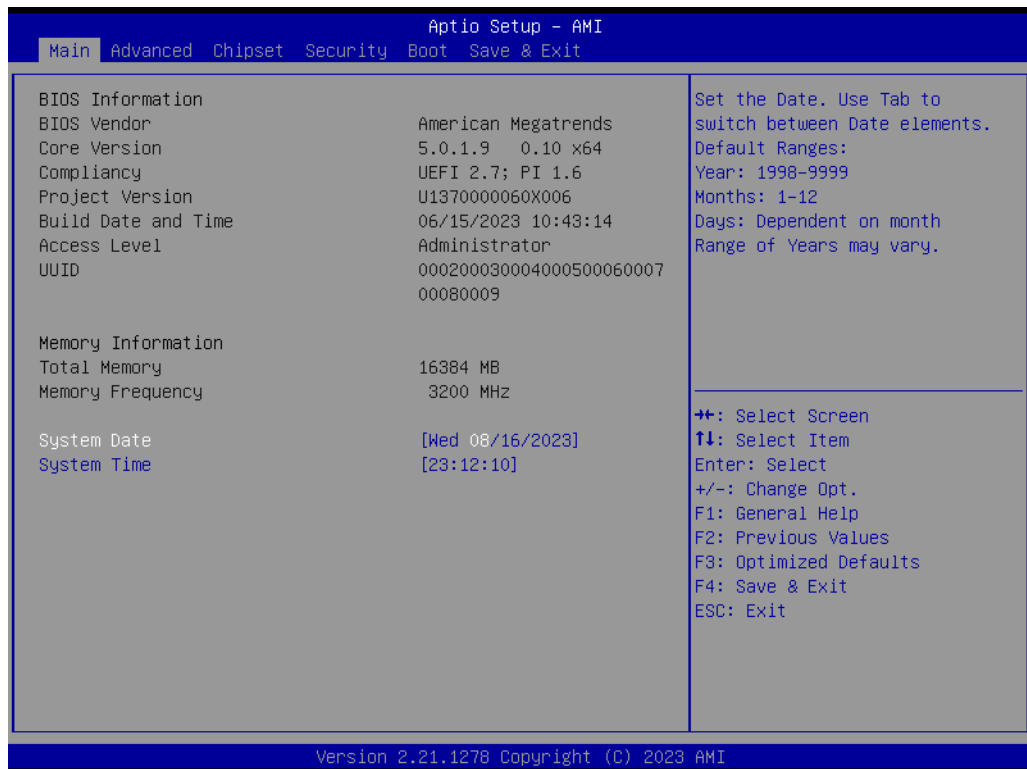 Aptio Setup – AMI
Main Advanced Chipset Security Boot Save & Exit
BIOS Information
BIOS Vendor American Megatrends
Core Version 5.0.1.9 0.10 x64
Compliancy UEFI 2.7; PI 1.6
Project Version U1370000060X006
Build Date and Time 06/15/2023 10:43:14
Access Level Administrator
UUID 000200030004000500060007
00080009
Memory Information
Total Memory 16384 MB
Memory Frequency 3200 MHz
System Date [Wed 08/16/2023]
System Time [23:12:10]
Set the Date. Use Tab to
switch between Date elements.
Default Ranges:
Year: 1998-9999
Months: 1-12
Days: Dependent on month
Range of Years may vary.
→←: Select Screen
↑↓: Select Item
Enter: Select
+/-: Change Opt.
F1: General Help
F2: Previous Values
F3: Optimized Defaults
F4: Save & Exit
ESC: Exit
Version 2.21.1278 Copyright (C) 2023 AMI